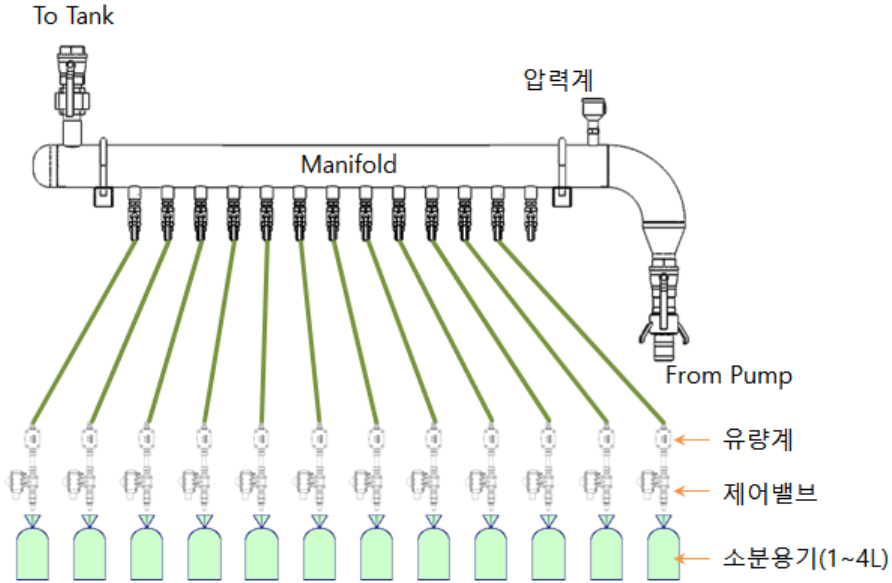 To Tank
압력계
Manifold
From Pump
유량계
제어밸브
소분용기(1~4L)